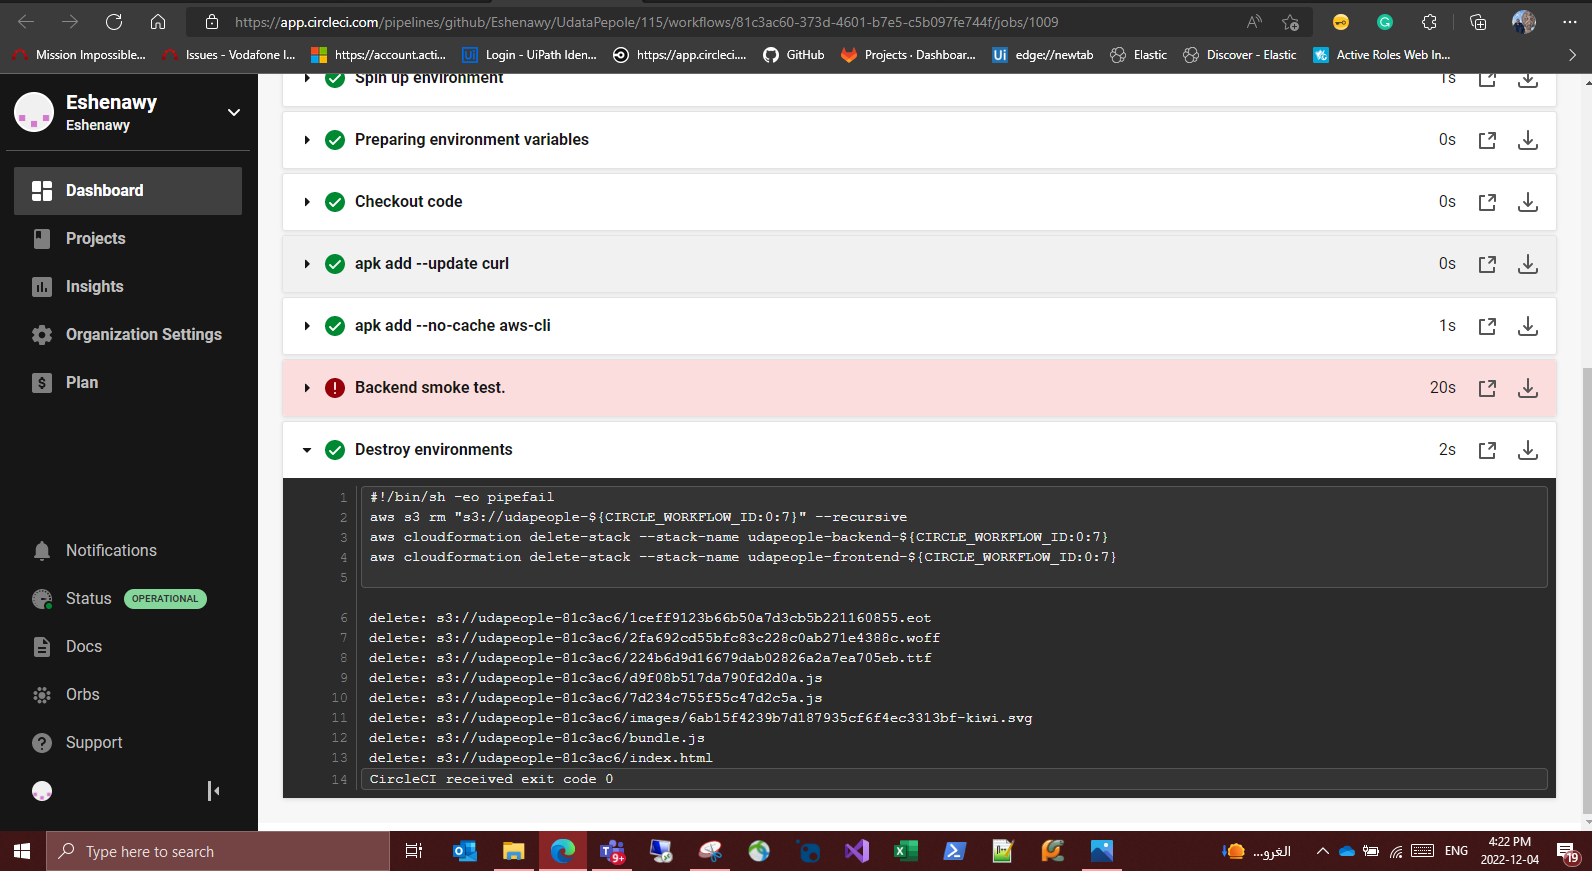 https://app.circleci.com/pipelines/github/Eshenawy/UdataPepole/115/workflows/81c3ac60-373d-4601-b7e5-c5b097fe744f/jobs/1009
Mission Impossible...
Issues - Vodafone I...
https://account.acti...
Login - UiPath Iden...
https://app.circleci....
GitHub
Projects · Dashboar...
edge://newtab
Elastic
Discover - Elastic
Active Roles Web In...
Eshenawy
Eshenawy
Dashboard
Projects
Insights
Organization Settings
Plan
Notifications
Status OPERATIONAL
Docs
Orbs
Support
Spin up environment 1s
Preparing environment variables 0s
Checkout code 0s
apk add --update curl 0s
apk add --no-cache aws-cli 1s
Backend smoke test. 20s
Destroy environments 2s
1 #!/bin/sh -eo pipefail
2 aws s3 rm "s3://udapeople-${CIRCLE_WORKFLOW_ID:0:7}" --recursive
3 aws cloudformation delete-stack --stack-name udapeople-backend-${CIRCLE_WORKFLOW_ID:0:7}
4 aws cloudformation delete-stack --stack-name udapeople-frontend-${CIRCLE_WORKFLOW_ID:0:7}
5
6 delete: s3://udapeople-81c3ac6/1ceff9123b66b50a7d3cb5b221160855.eot
7 delete: s3://udapeople-81c3ac6/2fa692cd55bfc83c228c0ab271e4388c.woff
8 delete: s3://udapeople-81c3ac6/224b6d9d16679dab02826a2a7ea705eb.ttf
9 delete: s3://udapeople-81c3ac6/d9f08b517da790fd2d0a.js
10 delete: s3://udapeople-81c3ac6/7d234c755f55c47d2c5a.js
11 delete: s3://udapeople-81c3ac6/images/6ab15f4239b7d187935cf6f4ec3313bf-kiwi.svg
12 delete: s3://udapeople-81c3ac6/bundle.js
13 delete: s3://udapeople-81c3ac6/index.html
14 CircleCI received exit code 0
Type here to search
9+
الغرو...
ENG
4:22 PM
2022-12-04
19